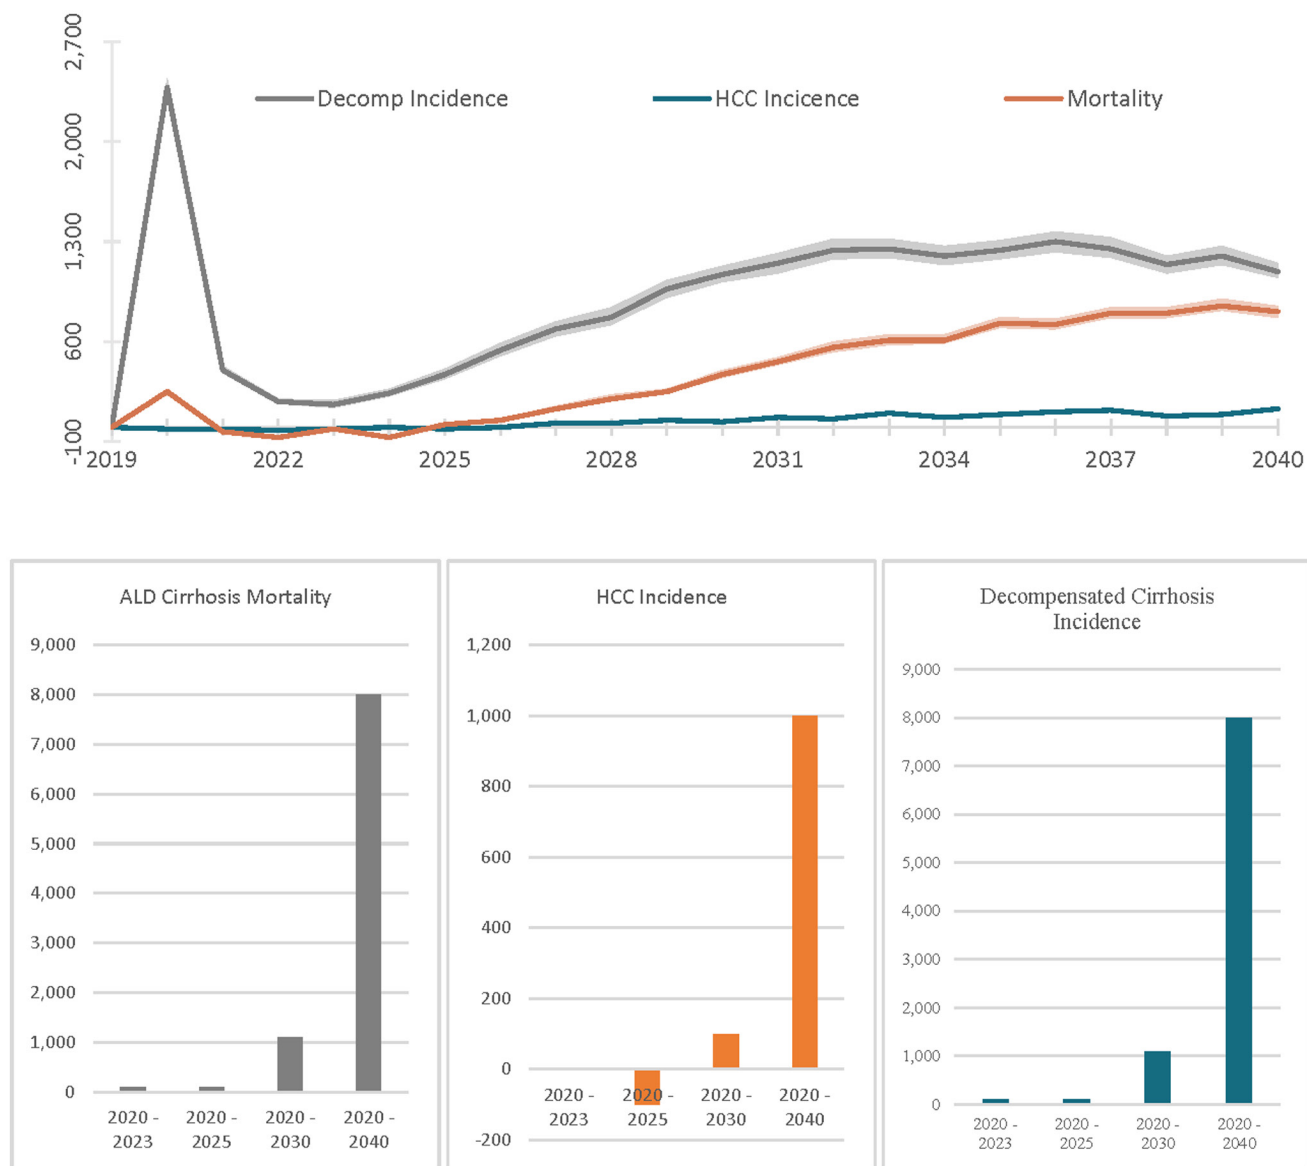 2,700
2,000
1,300
600
-100
Decomp Incidence HCC Incicence Mortality
2019 2022 2025 2028 2031 2034 2037 2040
ALD Cirrhosis Mortality
9,000
8,000
7,000
6,000
5,000
4,000
3,000
2,000
1,000
0
2020 - 2020 - 2020 - 2020 -
2023 2025 2030 2040
HCC Incidence
1,200
1,000
800
600
400
200
0
-200
2020 - 2020 - 2020 - 2020 -
2023 2025 2030 2040
Decompensated Cirrhosis
Incidence
9,000
8,000
7,000
6,000
5,000
4,000
3,000
2,000
1,000
0
2020 - 2020 - 2020 - 2020 -
2023 2025 2030 2040